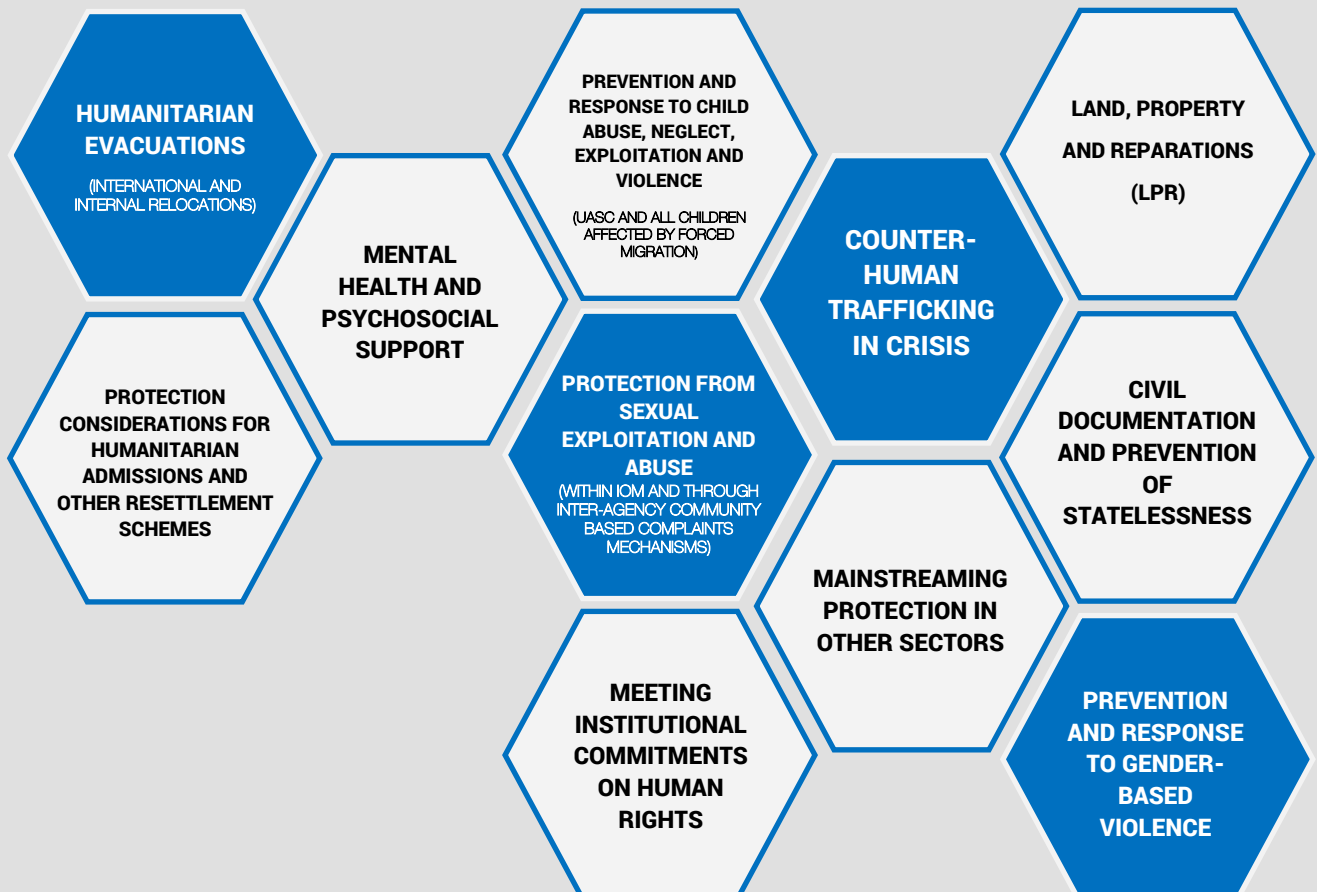 HUMANITARIAN
EVACUATIONS
(INTERNATIONAL AND
INTERNAL RELOCATIONS)
PROTECTION
CONSIDERATIONS FOR
HUMANITARIAN
ADMISSIONS AND
OTHER RESETTLEMENT
SCHEMES
MENTAL
HEALTH AND
PSYCHOSOCIAL
SUPPORT
PREVENTION AND
RESPONSE TO CHILD
ABUSE, NEGLECT,
EXPLOITATION AND
VIOLENCE
(UASC AND ALL CHILDREN
AFFECTED BY FORCED
MIGRATION)
PROTECTION FROM
SEXUAL
EXPLOITATION AND
ABUSE
(WITHIN IOM AND THROUGH
INTER-AGENCY COMMUNITY
BASED COMPLAINTS
MECHANISMS)
MEETING
INSTITUTIONAL
COMMITMENTS
ON HUMAN
RIGHTS
COUNTER-
HUMAN
TRAFFICKING
IN CRISIS
MAINSTREAMING
PROTECTION IN
OTHER SECTORS
LAND, PROPERTY
AND REPARATIONS
(LPR)
CIVIL
DOCUMENTATION
AND PREVENTION
OF
STATELESSNESS
PREVENTION
AND RESPONSE
TO GENDER-
BASED
VIOLENCE